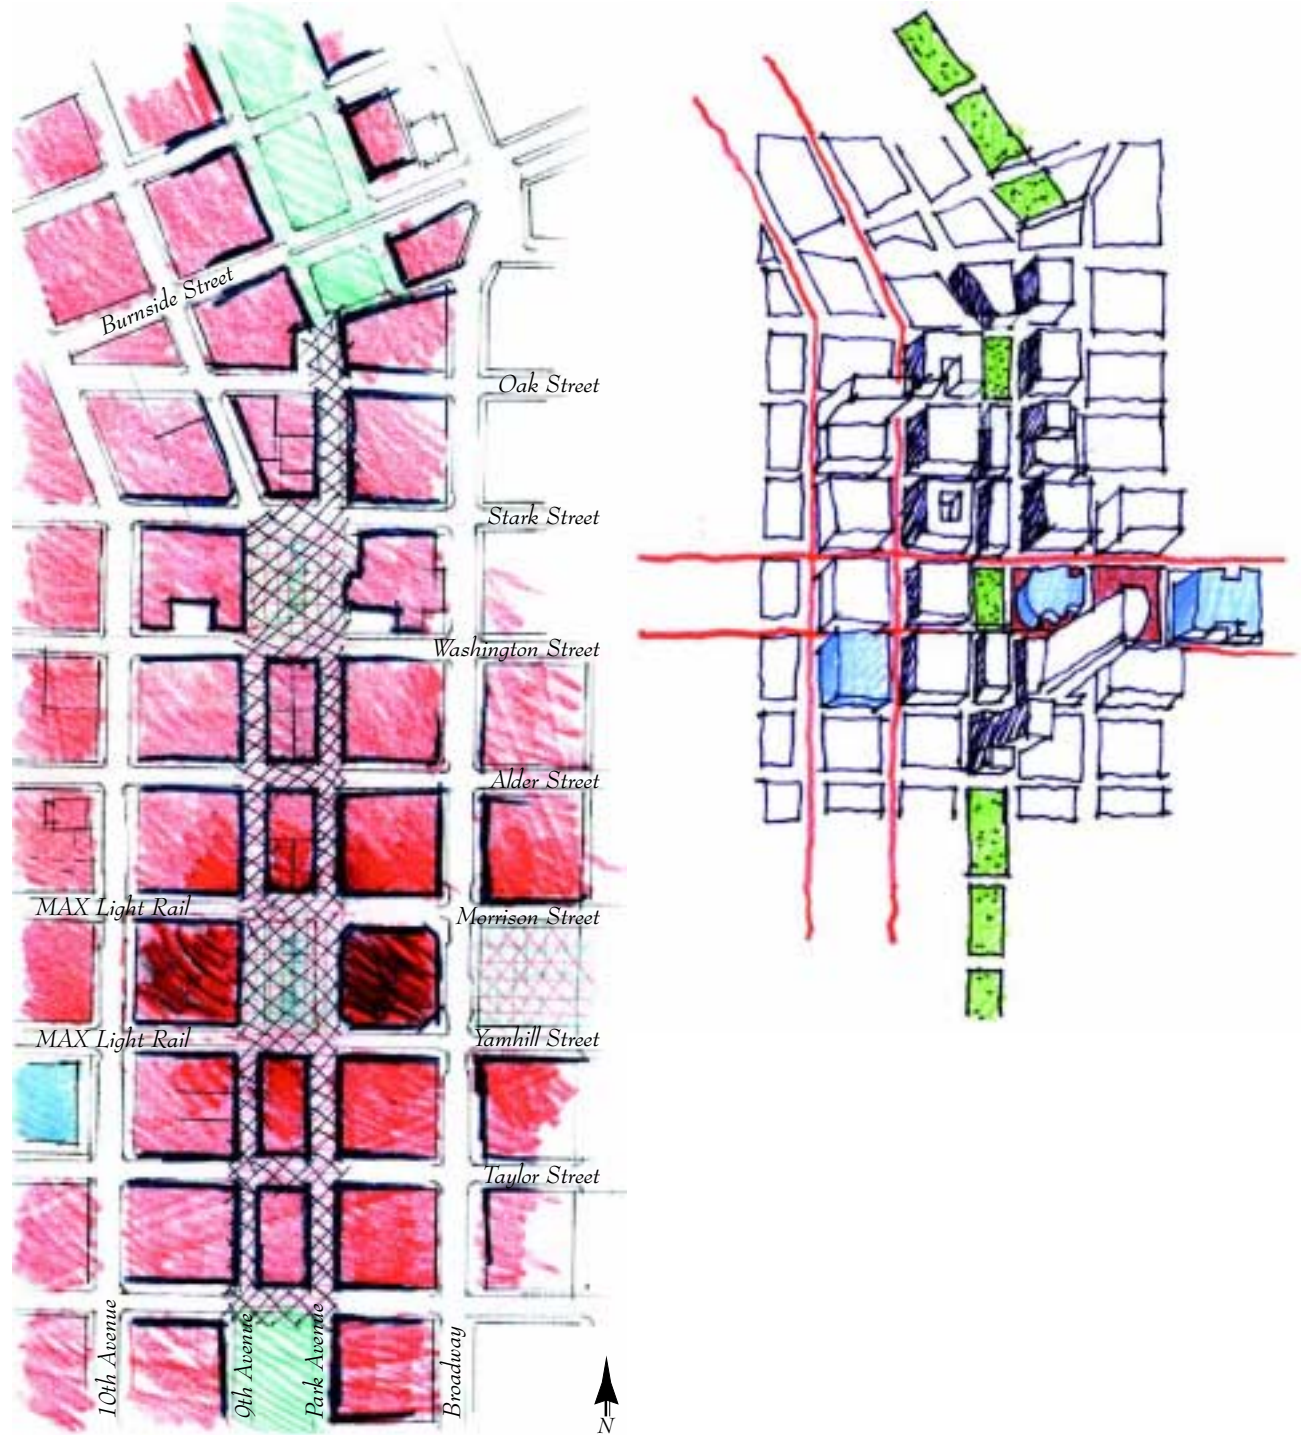 Burnside Street
Oak Street
Stark Street
Washington Street
Alder Street
MAX Light Rail
Morrison Street
MAX Light Rail
Yamhill Street
Taylor Street
10th Avenue
9th Avenue
Park Avenue
Broadway
N